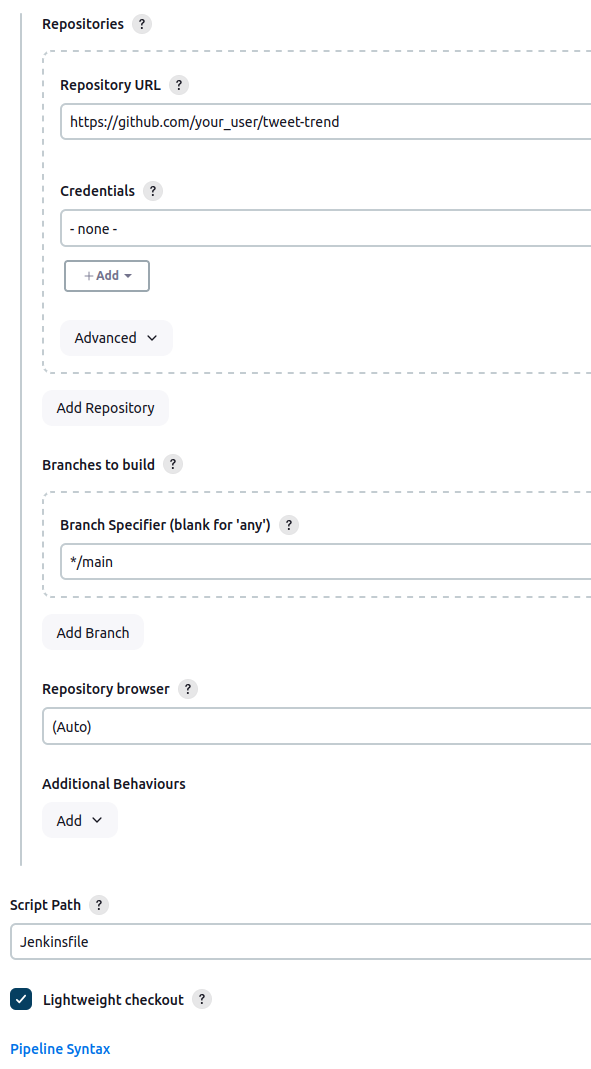 Repositories ?
Repository URL ?
https://github.com/your_user/tweet-trend
Credentials ?
- none -
+ Add
Advanced
Add Repository
Branches to build ?
Branch Specifier (blank for 'any') ?
*/main
Add Branch
Repository browser ?
(Auto)
Additional Behaviours
Add
Script Path ?
Jenkinsfile
Lightweight checkout ?
Pipeline Syntax